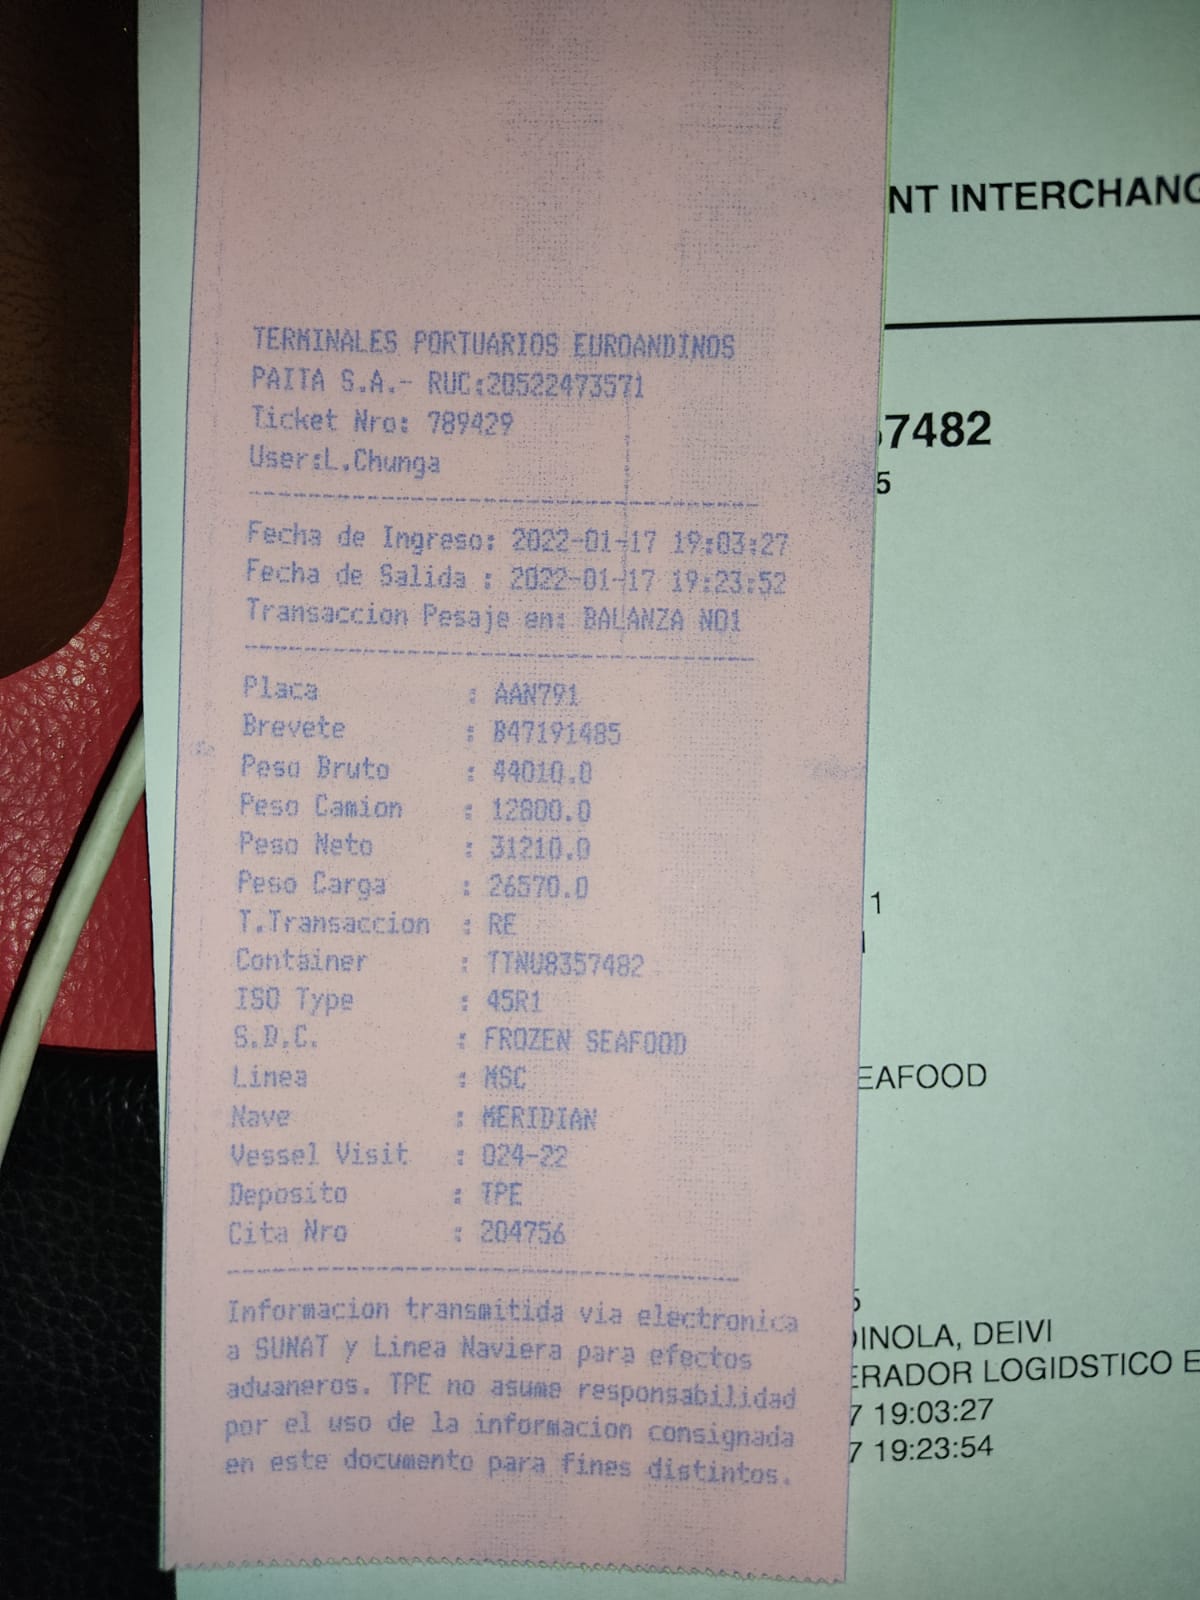 TERMINALES PORTUARIOS EUROANDINOS
PAITA S.A.- RUC:20522473571
Ticket Nro: 789429
User:L.Chunga
Fecha de Ingreso: 2022-01-17 19:03:27
Fecha de Salida : 2022-01-17 19:23:52
Transaccion Pesaje en: BALANZA NO1
Placa : AAN791
Brevete : B47191485
Peso Bruto : 44010.0
Peso Camion : 12800.0
Peso Neto : 31210.0
Peso Carga : 26570.0
T.Transaccion : RE
Container : TTNU8357482
ISO Type : 45R1
S.D.C. : FROZEN SEAFOOD
Linea : MSC
Nave : MERIDIAN
Vessel Visit : 024-22
Deposito : TPE
Cita Nro : 204756
Informacion transmitida via electronica
a SUNAT y Linea Naviera para efectos
aduaneros. TPE no asume responsabilidad
por el uso de la informacion consignada
en este documento para fines distintos.
NT INTERCHANG
57482
5
1
EAFOOD
5
DINOLA, DEIVI
ERADOR LOGIDSTICO E
7 19:03:27
7 19:23:54